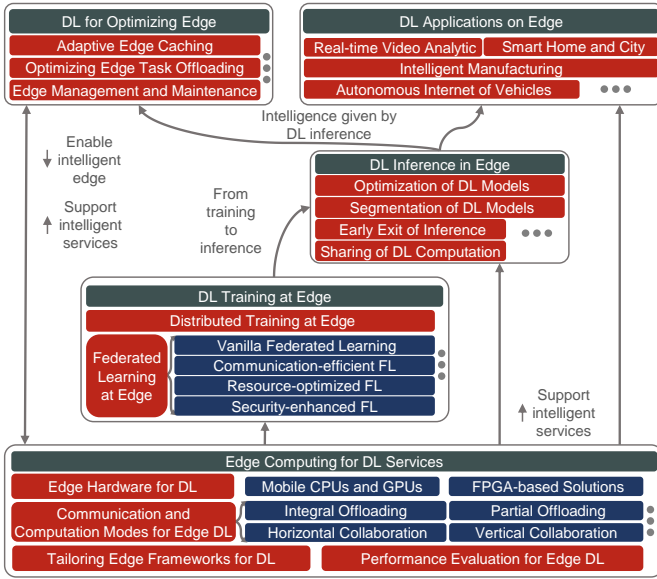 DL for Optimizing Edge
Adaptive Edge Caching
Optimizing Edge Task Offloading
Edge Management and Maintenance
DL Applications on Edge
Real-time Video Analytic
Smart Home and City
Intelligent Manufacturing
Autonomous Internet of Vehicles
Intelligence given by
DL inference
Enable
intelligent
edge
Support
intelligent
services
From
training
to
inference
DL Inference in Edge
Optimization of DL Models
Segmentation of DL Models
Early Exit of Inference
Sharing of DL Computation
DL Training at Edge
Distributed Training at Edge
Federated
Learning
at Edge
Vanilla Federated Learning
Communication-efficient FL
Resource-optimized FL
Security-enhanced FL
Support
intelligent
services
Edge Computing for DL Services
Edge Hardware for DL
Mobile CPUs and GPUs
FPGA-based Solutions
Communication and
Computation Modes for Edge DL
Integral Offloading
Partial Offloading
Horizontal Collaboration
Vertical Collaboration
Tailoring Edge Frameworks for DL
Performance Evaluation for Edge DL